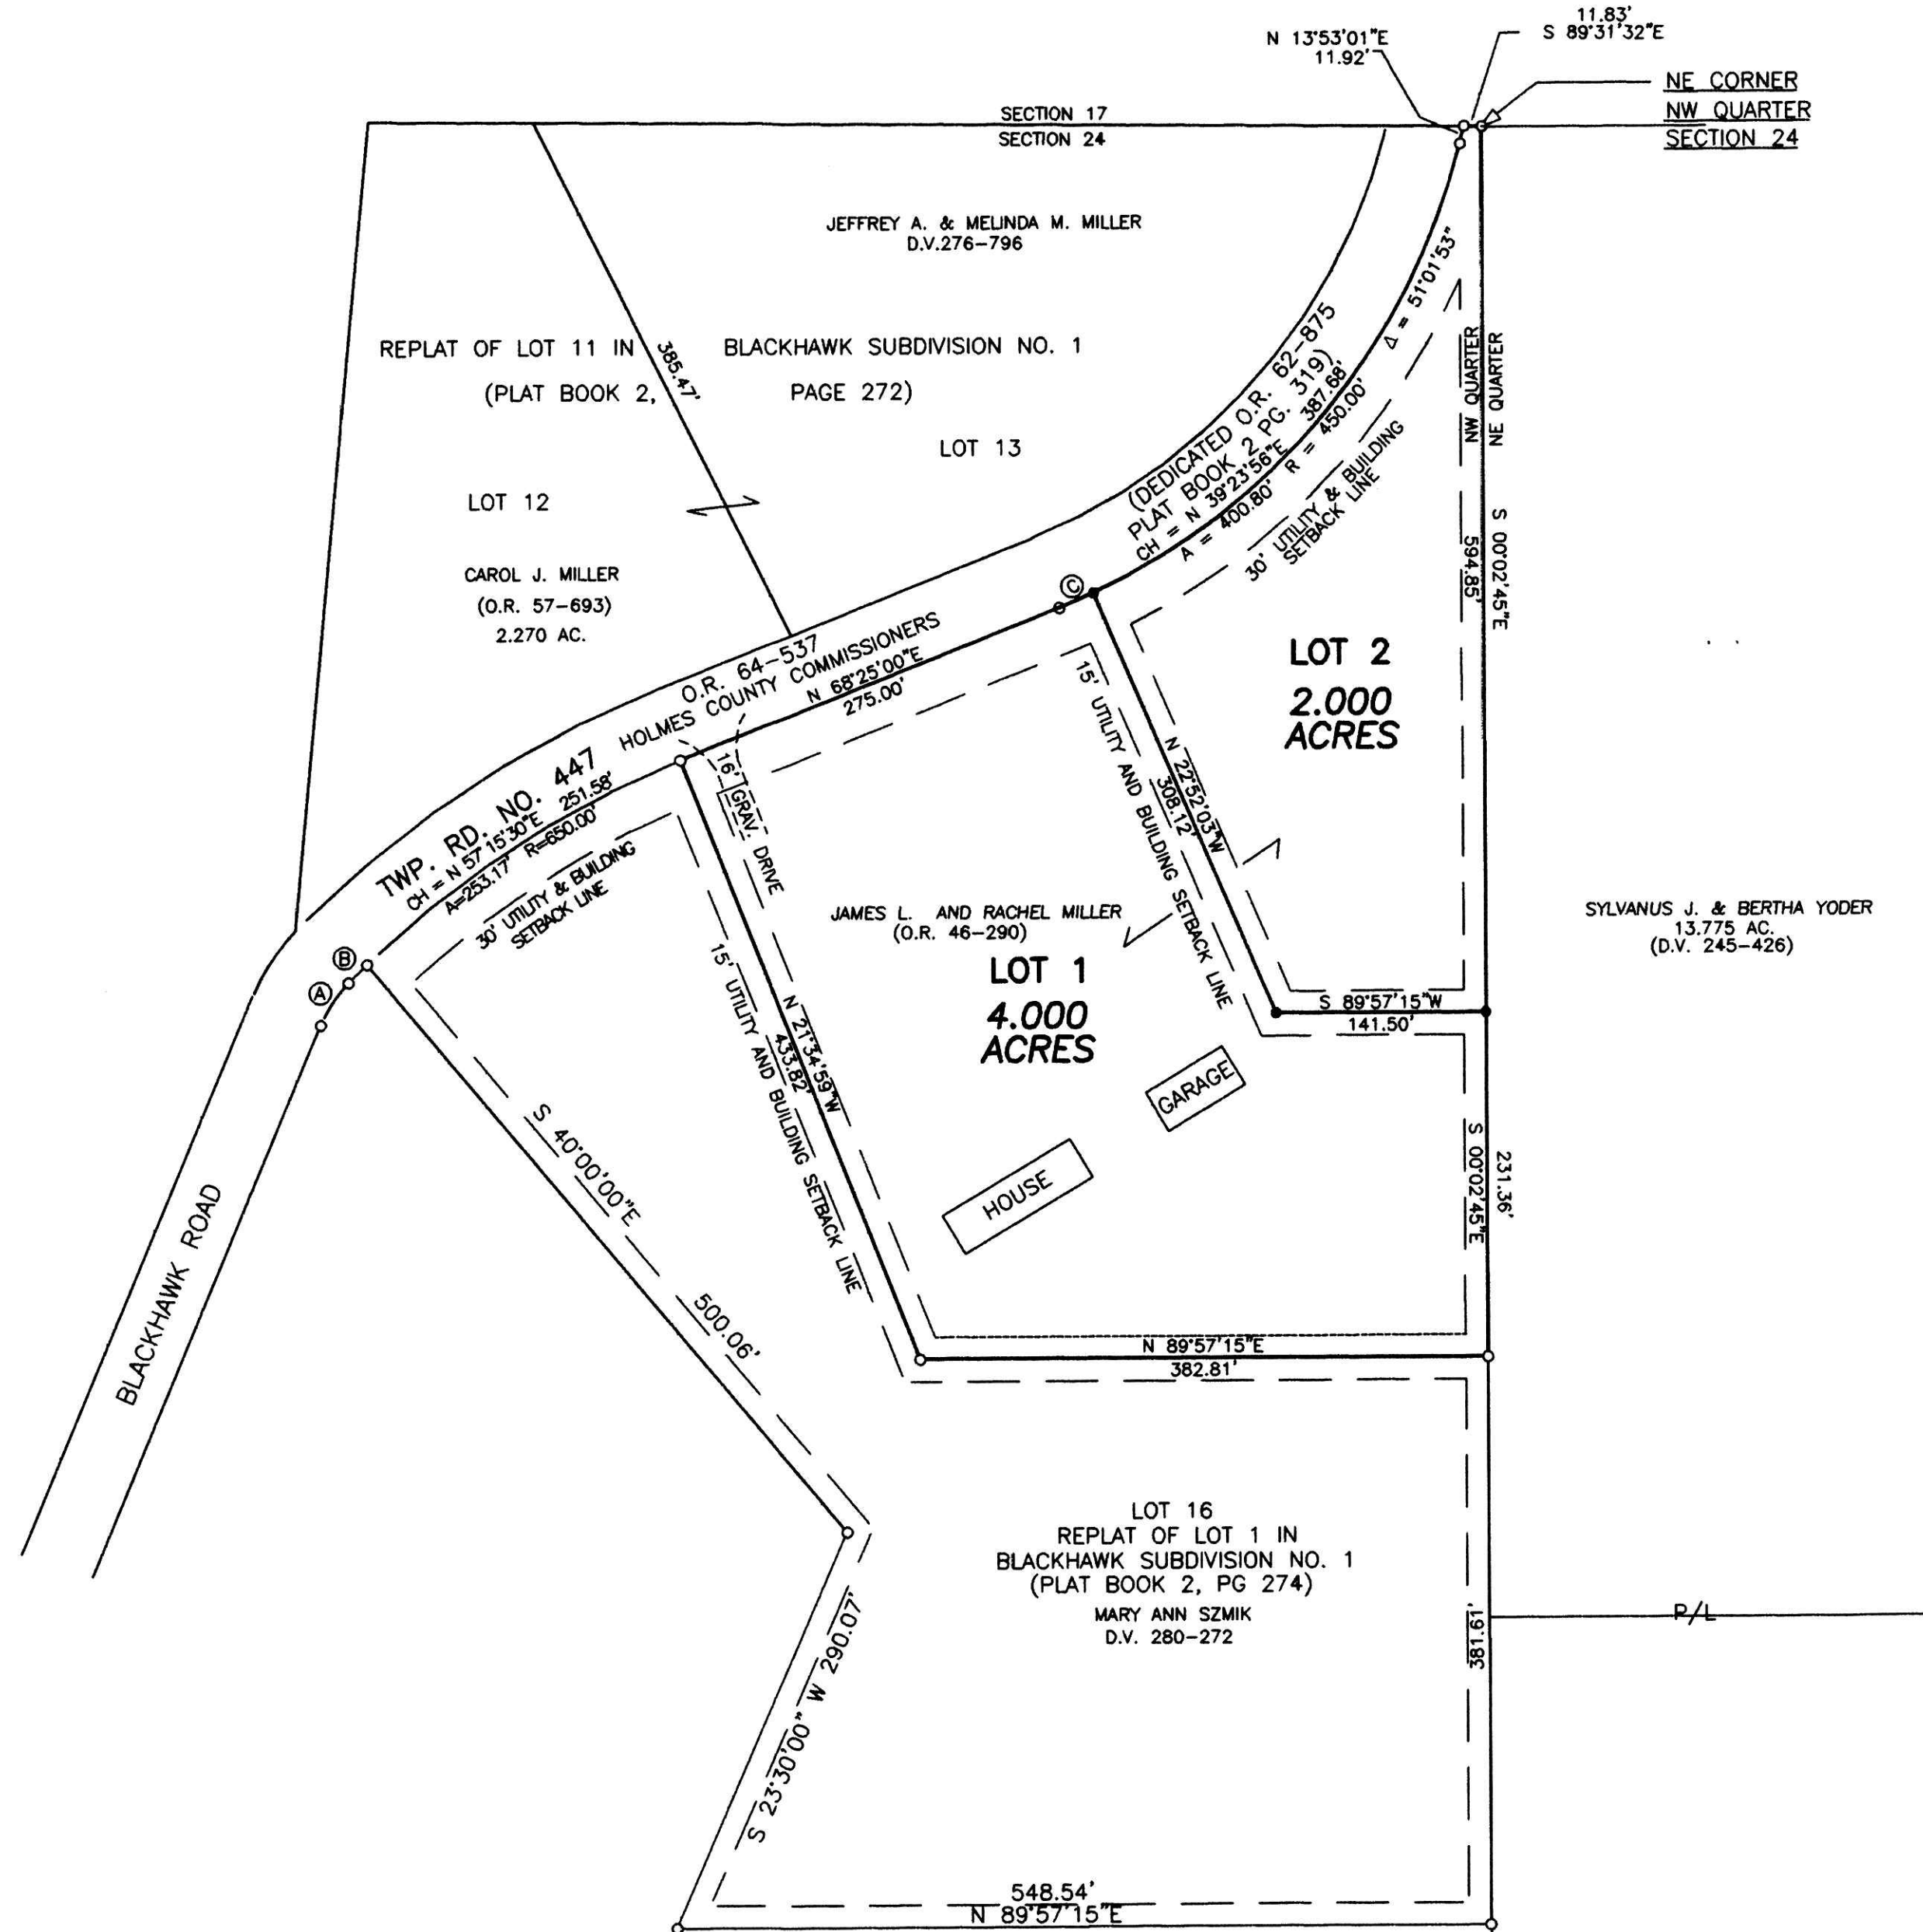 11.83'
S 89°31'32"E
N 13°53'01"E
11.92'
NE CORNER
NW QUARTER
SECTION 24
SECTION 17
SECTION 24
JEFFREY A. & MELINDA M. MILLER
D.V.276-796
REPLAT OF LOT 11 IN BLACKHAWK SUBDIVISION NO. 1
(PLAT BOOK 2, PAGE 272)
385.47'
LOT 13
LOT 12
CAROL J. MILLER
(O.R. 57-693)
2.270 AC.
(DEDICATED O.R. 62-875
PLAT BOOK 2 PG. 319)
CH = N 39°23'56"E 387.68'
A = 400.80' R = 450.00' Δ = 51°01'53"
30' UTILITY & BUILDING
SETBACK LINE
NW QUARTER
NE QUARTER
S 00°02'45"E
594.85'
O.R. 64-537
HOLMES COUNTY COMMISSIONERS
N 68°25'00"E
275.00'
Ⓒ
TWP. RD. NO. 447
CH = N 57°15'30"E 251.58'
A=253.17' R=650.00'
30' UTILITY & BUILDING
SETBACK LINE
Ⓑ
Ⓐ
BLACKHAWK ROAD
16' GRAV. DRIVE
15' UTILITY AND BUILDING SETBACK LINE
N 22°52'03"W
308.12'
LOT 2
2.000
ACRES
JAMES L. AND RACHEL MILLER
(O.R. 46-290)
LOT 1
4.000
ACRES
SYLVANUS J. & BERTHA YODER
13.775 AC.
(D.V. 245-426)
S 89°57'15"W
141.50'
N 21°34'59"W
433.82'
15' UTILITY AND BUILDING SETBACK LINE
GARAGE
HOUSE
S 00°02'45"E
231.36'
S 40°00'00"E
500.06'
N 89°57'15"E
382.81'
LOT 16
REPLAT OF LOT 1 IN
BLACKHAWK SUBDIVISION NO. 1
(PLAT BOOK 2, PG 274)
MARY ANN SZMIK
D.V. 280-272
381.61'
P/L
S 23°30'00" W 290.07'
548.54'
N 89°57'15"E